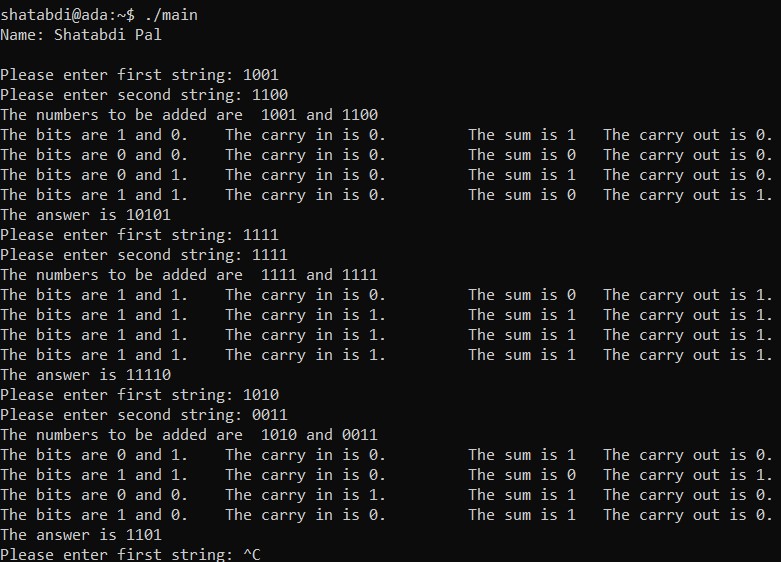 shatabdi@ada:~$ ./main
Name: Shatabdi Pal
Please enter first string: 1001
Please enter second string: 1100
The numbers to be added are  1001 and 1100
The bits are 1 and 0.    The carry in is 0.         The sum is 1   The carry out is 0.
The bits are 0 and 0.    The carry in is 0.         The sum is 0   The carry out is 0.
The bits are 0 and 1.    The carry in is 0.         The sum is 1   The carry out is 0.
The bits are 1 and 1.    The carry in is 0.         The sum is 0   The carry out is 1.
The answer is 10101
Please enter first string: 1111
Please enter second string: 1111
The numbers to be added are  1111 and 1111
The bits are 1 and 1.    The carry in is 0.         The sum is 0   The carry out is 1.
The bits are 1 and 1.    The carry in is 1.         The sum is 1   The carry out is 1.
The bits are 1 and 1.    The carry in is 1.         The sum is 1   The carry out is 1.
The bits are 1 and 1.    The carry in is 1.         The sum is 1   The carry out is 1.
The answer is 11110
Please enter first string: 1010
Please enter second string: 0011
The numbers to be added are  1010 and 0011
The bits are 0 and 1.    The carry in is 0.         The sum is 1   The carry out is 0.
The bits are 1 and 1.    The carry in is 0.         The sum is 0   The carry out is 1.
The bits are 0 and 0.    The carry in is 1.         The sum is 1   The carry out is 0.
The bits are 1 and 0.    The carry in is 0.         The sum is 1   The carry out is 0.
The answer is 1101
Please enter first string: ^C